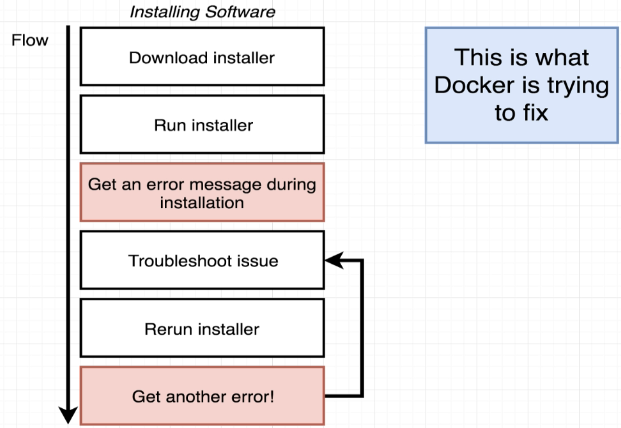 Installing Software
Flow
Download installer
Run installer
Get an error message during
installation
Troubleshoot issue
Rerun installer
Get another error!
This is what
Docker is trying
to fix